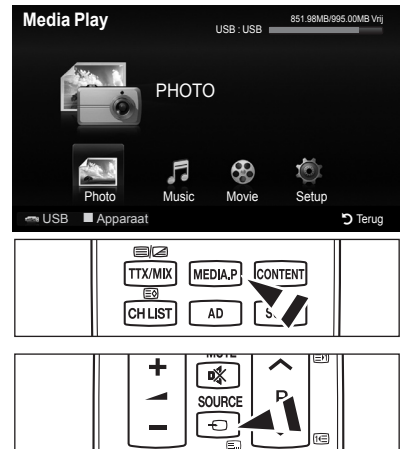 Media Play
851.98MB/995.00MB Vrij
USB : USB
PHOTO
Photo Music Movie Setup
USB Apparaat Terug
TTX/MIX MEDIA.P CONTENT
CH LIST AD
MUTE
SOURCE
P